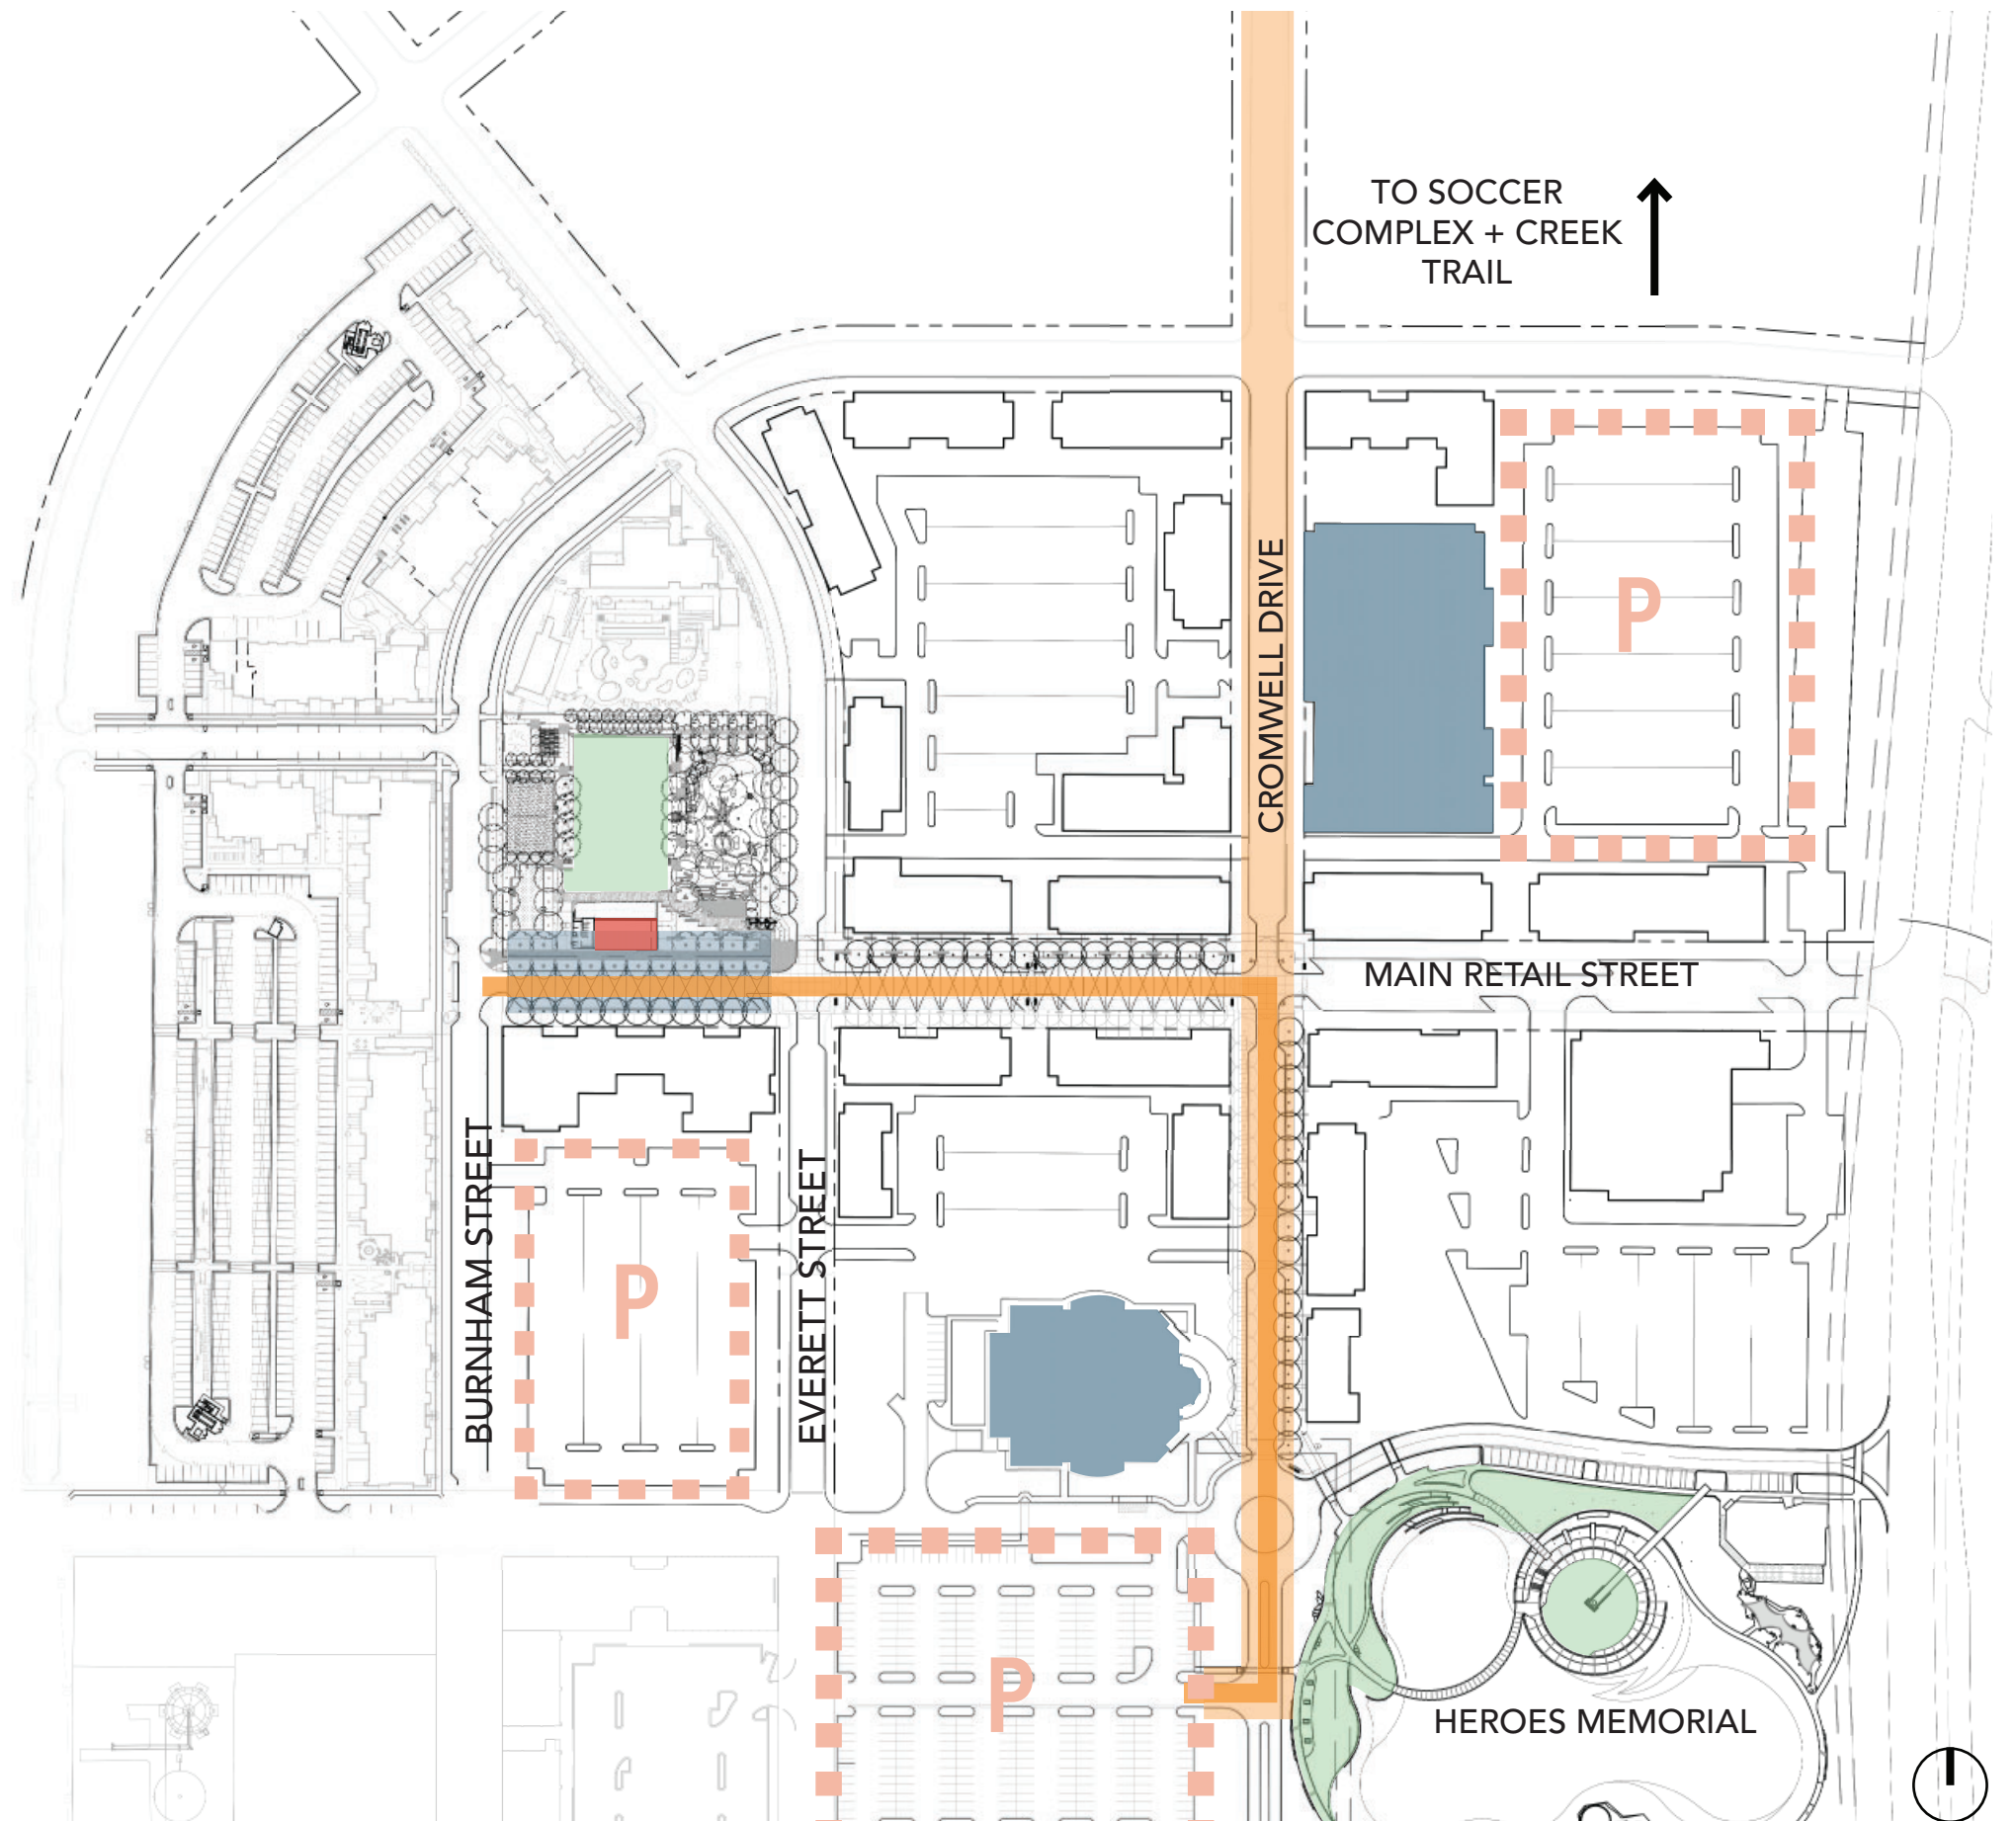 TO SOCCER
COMPLEX + CREEK
TRAIL
P
CROMWELL DRIVE
MAIN RETAIL STREET
BURNHAM STREET
EVERETT STREET
P
P
HEROES MEMORIAL